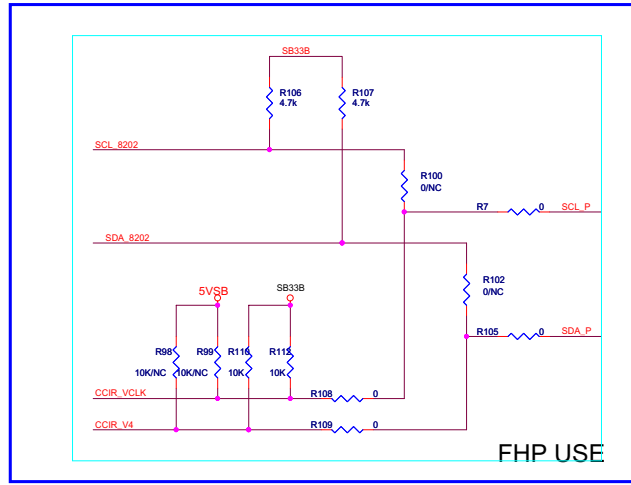 SB33B
R106
4.7k
R107
4.7k
SCL_8202
R100
0/NC
R7
0
SCL_P
SDA_8202
R102
0/NC
5VSB
SB33B
R105
0
SDA_P
R98
R99
R110
R112
10K/NC
10K/NC
10K
10K
CCIR_VCLK
R108
0
CCIR_V4
R109
0
FHP USE